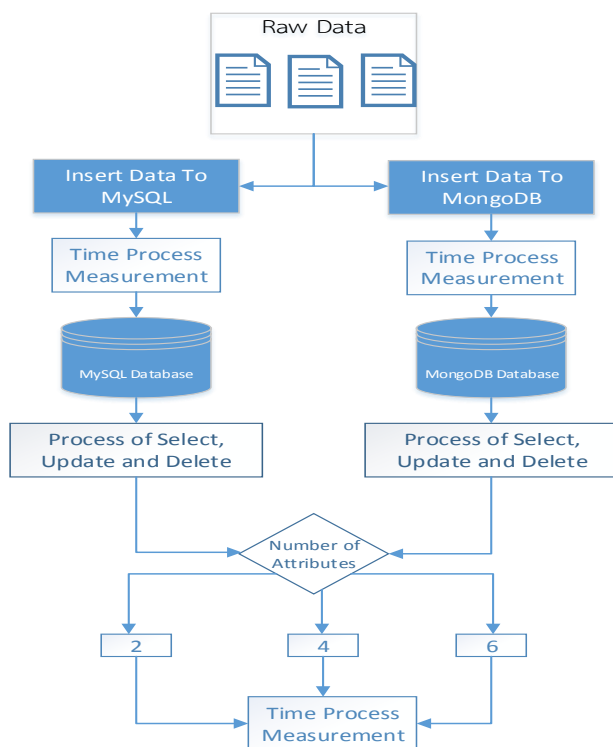 Raw Data
Insert Data To
MySQL
Insert Data To
MongoDB
Time Process
Measurement
Time Process
Measurement
MySQL Database
MongoDB Database
Process of Select,
Update and Delete
Process of Select,
Update and Delete
Number of
Attributes
2
4
6
Time Process
Measurement